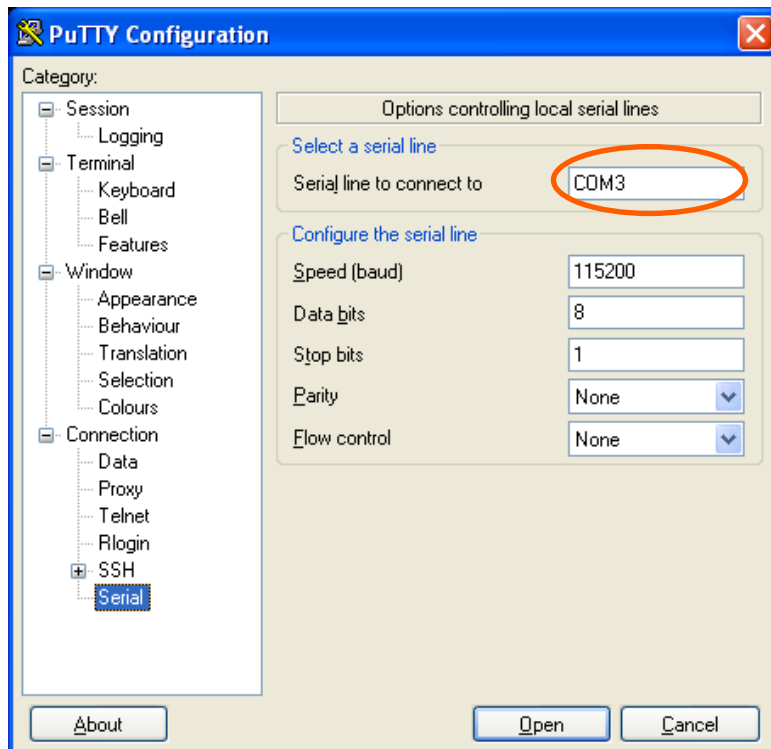 PuTTY Configuration
Category:
Session
Logging
Terminal
Keyboard
Bell
Features
Window
Appearance
Behaviour
Translation
Selection
Colours
Connection
Data
Proxy
Telnet
Rlogin
SSH
Serial
Options controlling local serial lines
Select a serial line
Serial line to connect to COM3
Configure the serial line
Speed (baud) 115200
Data bits 8
Stop bits 1
Parity None
Flow control None
About Open Cancel